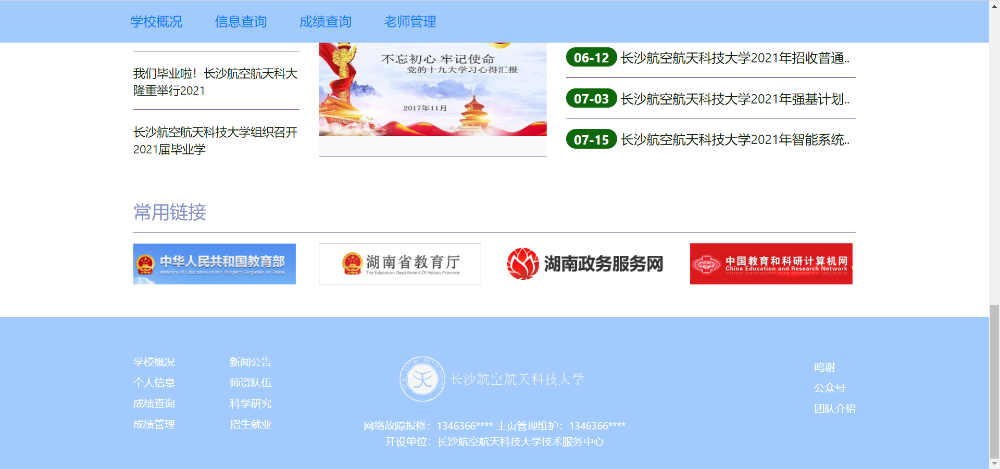 学校概况 信息查询 成绩查询 老师管理
我们毕业啦！长沙航空航天科大
隆重举行2021
长沙航空航天科技大学组织召开
2021届毕业学
不忘初心 牢记使命
党的十九大学习心得汇报
2017年11月
06-12 长沙航空航天科技大学2021年招收普通..
07-03 长沙航空航天科技大学2021年强基计划..
07-15 长沙航空航天科技大学2021年智能系统..
常用链接
中华人民共和国教育部
Ministry of Education of the People's Republic of China
湖南省教育厅
The Education Department Of Hunan Province
湖南政务服务网
中国教育和科研计算机网
China Education and Research Network
学校概况 新闻公告
个人信息 师资队伍
成绩查询 科学研究
成绩管理 招生就业
天
长沙航空航天科技大学
网络故障报修：1346366**** 主页管理维护：1346366****
开设单位：长沙航空航天科技大学技术服务中心
鸣谢
公众号
团队介绍